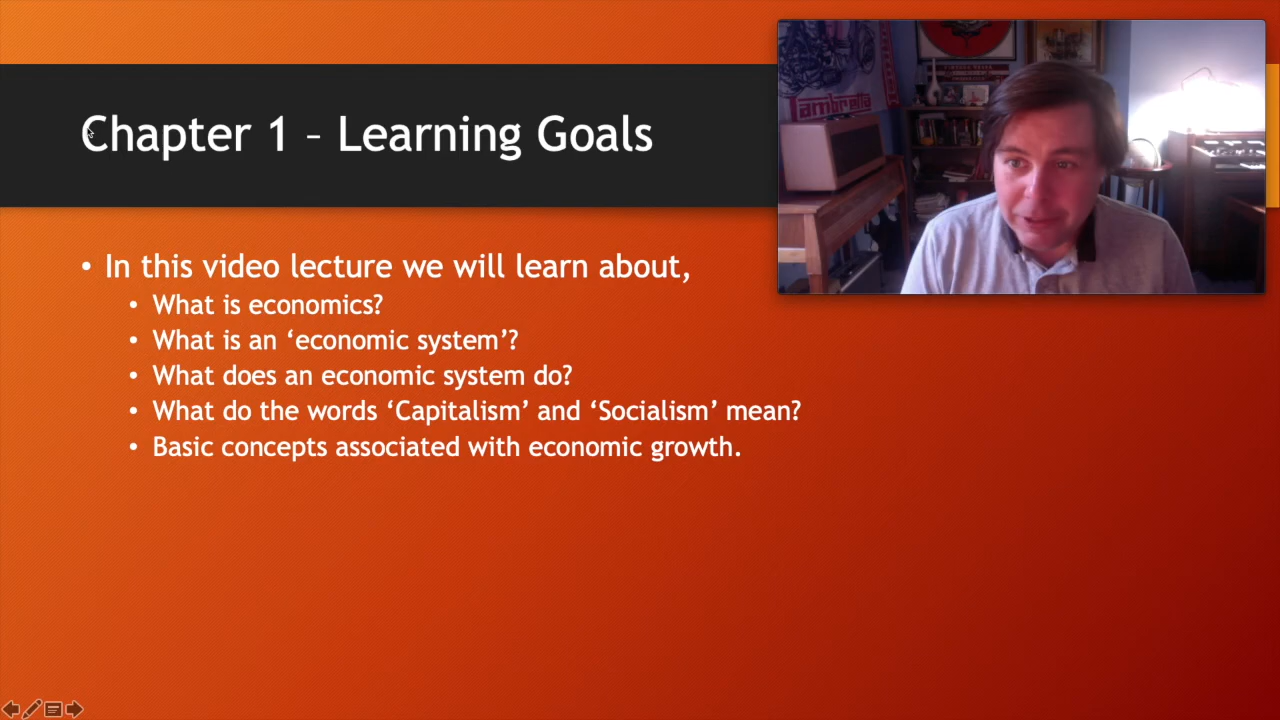 Chapter 1 – Learning Goals
• In this video lecture we will learn about,
• What is economics?
• What is an ‘economic system’?
• What does an economic system do?
• What do the words ‘Capitalism’ and ‘Socialism’ mean?
• Basic concepts associated with economic growth.
Lambretta